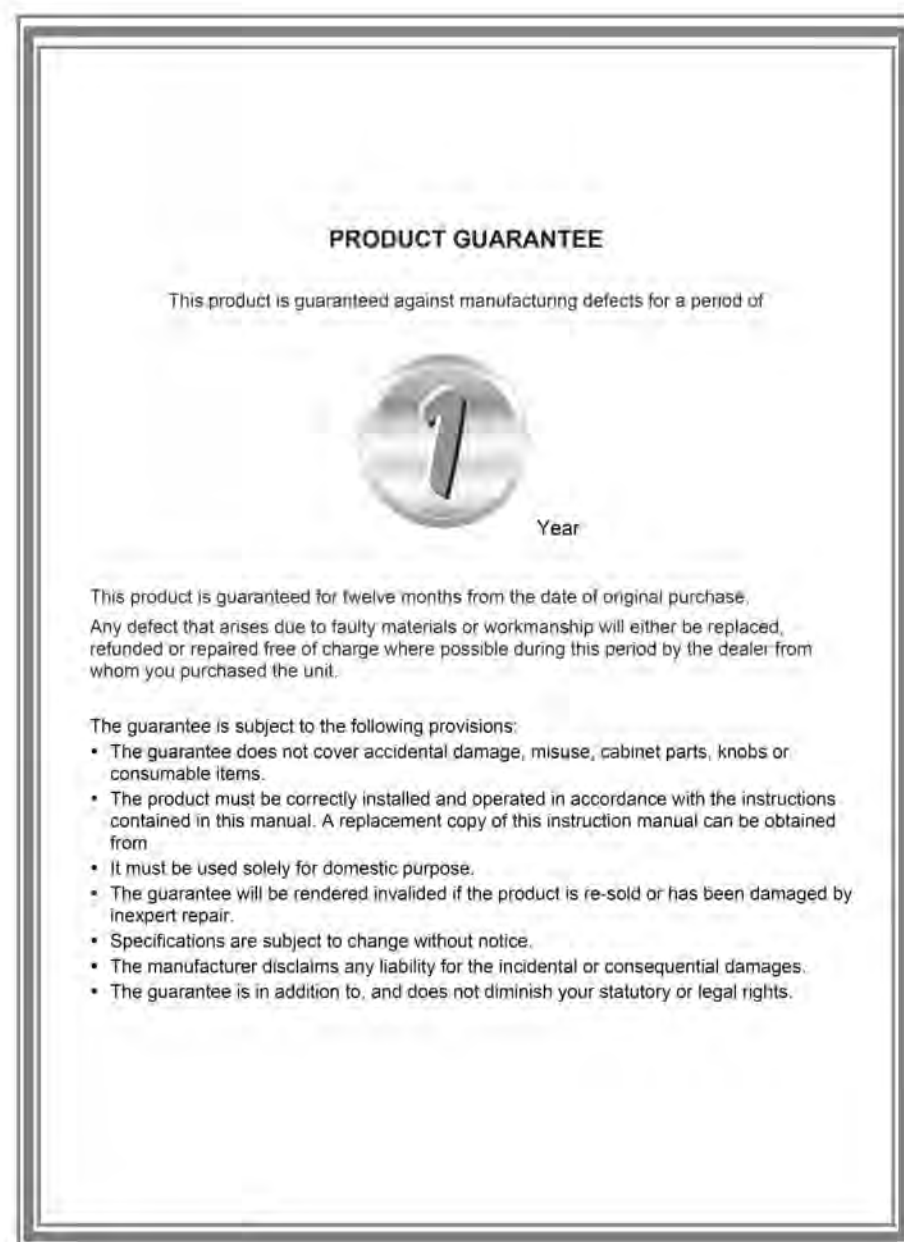 PRODUCT GUARANTEE
This product is guaranteed against manufacturing defects for a period of
1
Year
This product is guaranteed for twelve months from the date of original purchase.
Any defect that arises due to faulty materials or workmanship will either be replaced,
refunded or repaired free of charge where possible during this period by the dealer from
whom you purchased the unit.
The guarantee is subject to the following provisions:
• The guarantee does not cover accidental damage, misuse, cabinet parts, knobs or
consumable items.
• The product must be correctly installed and operated in accordance with the instructions
contained in this manual. A replacement copy of this instruction manual can be obtained
from
• It must be used solely for domestic purpose.
• The guarantee will be rendered invalided if the product is re-sold or has been damaged by
inexpert repair.
• Specifications are subject to change without notice.
• The manufacturer disclaims any liability for the incidental or consequential damages.
• The guarantee is in addition to, and does not diminish your statutory or legal rights.